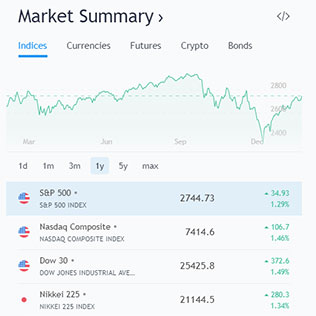 Market Summary ›
</>
Indices Currencies Futures Crypto Bonds
2800
2600
2400
Mar Jun Sep Dec
1d 1m 3m 1y 5y max
S&P 500
S&P 500 INDEX
2744.73
34.93
1.29%
Nasdaq Composite
NASDAQ COMPOSITE INDEX
7414.6
106.7
1.46%
Dow 30
DOW JONES INDUSTRIAL AVE...
25425.8
372.6
1.49%
Nikkei 225
NIKKEI 225 INDEX
21144.5
280.3
1.34%